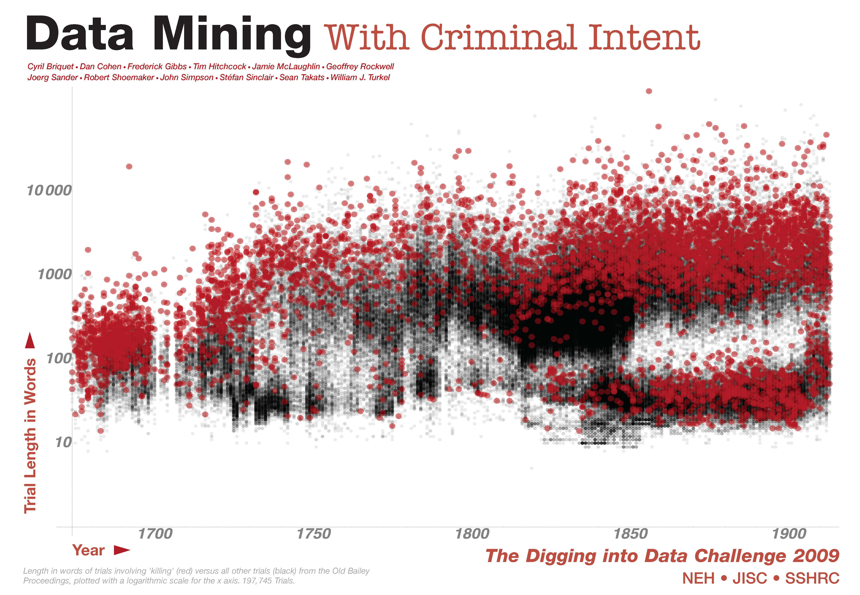 Data Mining With Criminal Intent
Cyril Briquet • Dan Cohen • Frederick Gibbs • Tim Hitchcock • Jamie McLaughlin • Geoffrey Rockwell
Joerg Sander • Robert Shoemaker • John Simpson • Stéfan Sinclair • Sean Takats • William J. Turkel
10 000
1000
100
10
Trial Length in Words
1700
1750
1800
1850
1900
Year
The Digging into Data Challenge 2009
NEH • JISC • SSHRC
Length in words of trials involving 'killing' (red) versus all other trials (black) from the Old Bailey
Proceedings, plotted with a logarithmic scale for the x axis. 197,745 Trials.